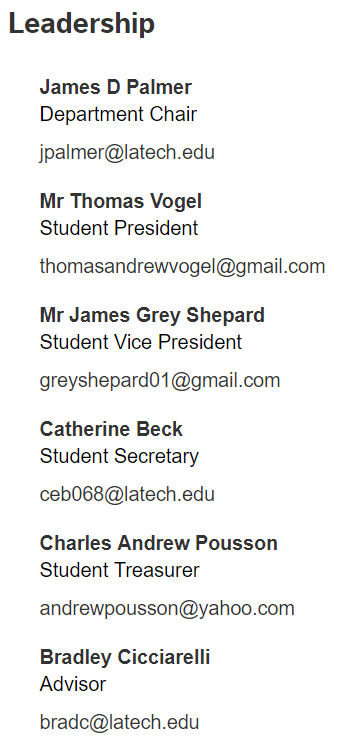 Leadership
James D Palmer
Department Chair
jpalmer@latech.edu
Mr Thomas Vogel
Student President
thomasandrewvogel@gmail.com
Mr James Grey Shepard
Student Vice President
greyshepard01@gmail.com
Catherine Beck
Student Secretary
ceb068@latech.edu
Charles Andrew Pousson
Student Treasurer
andrewpousson@yahoo.com
Bradley Cicciarelli
Advisor
bradc@latech.edu